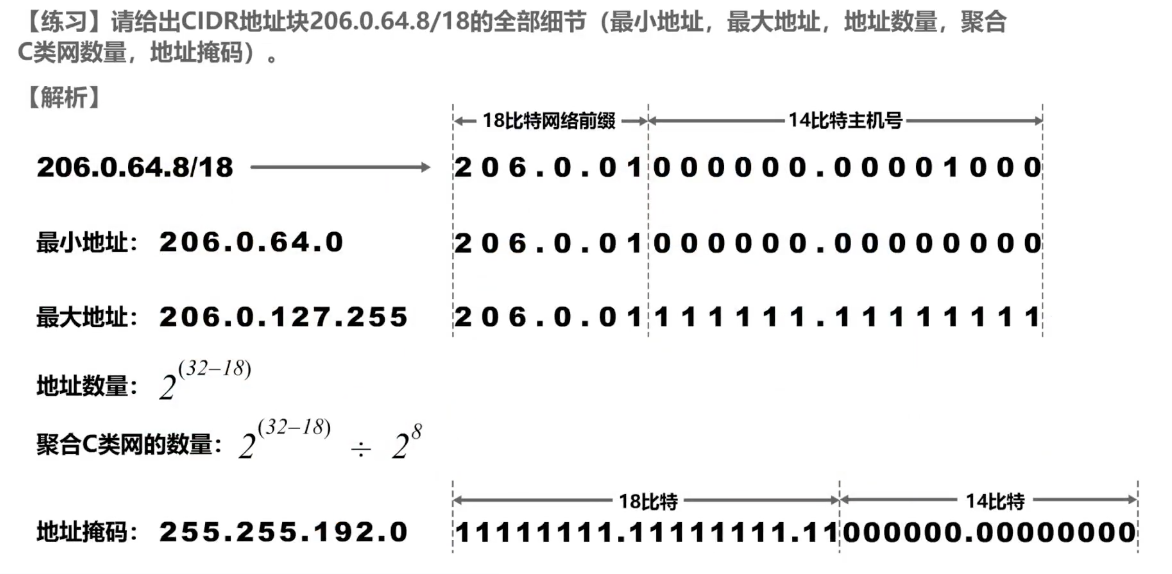 【练习】请给出CIDR地址块206.0.64.8/18的全部细节（最小地址，最大地址，地址数量，聚合
C类网数量，地址掩码）。
【解析】
18比特网络前缀 14比特主机号
206.0.64.8/18 206.0.01000000.00001000
最小地址： 206.0.64.0 206.0.01000000.00000000
最大地址： 206.0.127.255 206.0.01111111.11111111
地址数量： 2^(32–18)
聚合C类网的数量： 2^(32–18) ÷ 2^8
18比特 14比特
地址掩码： 255.255.192.0 11111111.11111111.11000000.00000000